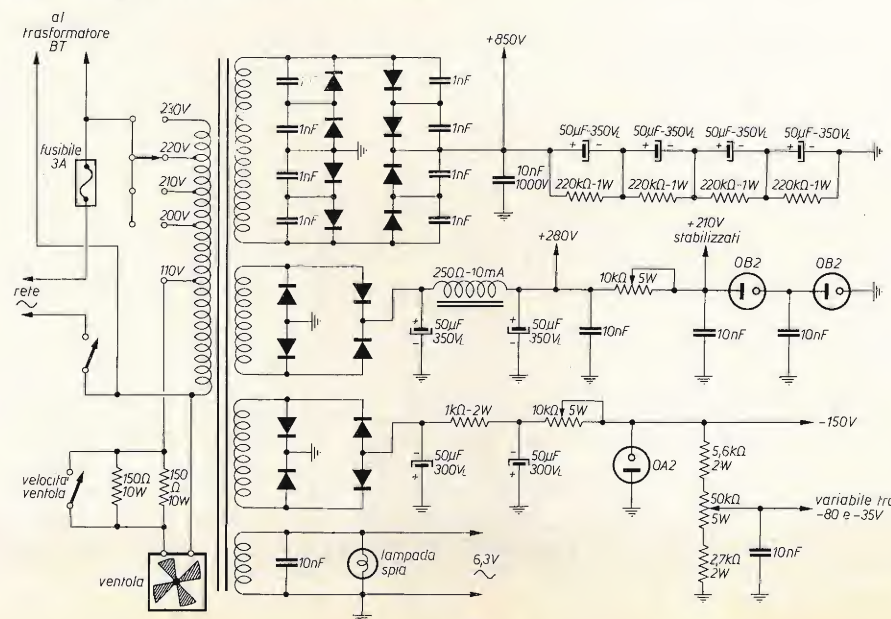 al
trasformatore
BT
fusibile
3A
rete
230V
220V
210V
200V
110V
velocità
ventola
150Ω
10W
150
Ω
10W
ventola
1nF
1nF
1nF
1nF
1nF
1nF
1nF
+850V
10nF
1000V
50µF-350VL
50µF-350VL
50µF-350VL
50µF-350VL
+ -
+ -
+ -
+ -
220kΩ-1W
220kΩ-1W
220kΩ-1W
220kΩ-1W
250Ω-10mA
+280V
10kΩ
5W
+210V
stabilizzati
OB2
OB2
+
-
50µF
350VL
+
-
50µF
350VL
10nF
10nF
10nF
1kΩ-2W
10kΩ
5W
-150V
-
+
50µF
300VL
-
+
50µF
300VL
OA2
5,6kΩ
2W
50kΩ
5W
variabile tra
-80 e -35V
2,7kΩ
2W
10nF
10nF
lampada
spia
6,3V